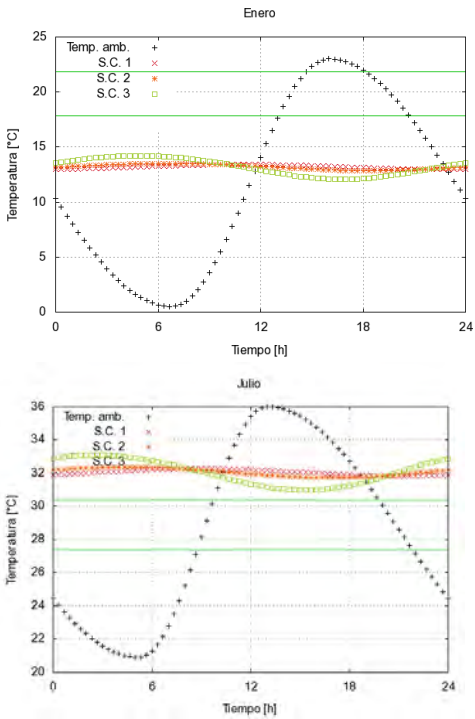 Enero
Temperatura [°C]
25
20
15
10
5
0
Temp. amb.
S.C. 1
S.C. 2
S.C. 3
0 6 12 18 24
Tiempo [h]
Julio
Temperatura [°C]
36
34
32
30
28
26
24
22
20
Temp. amb.
S.C. 1
S.C. 2
S.C. 3
0 6 12 18 24
Tiempo [h]